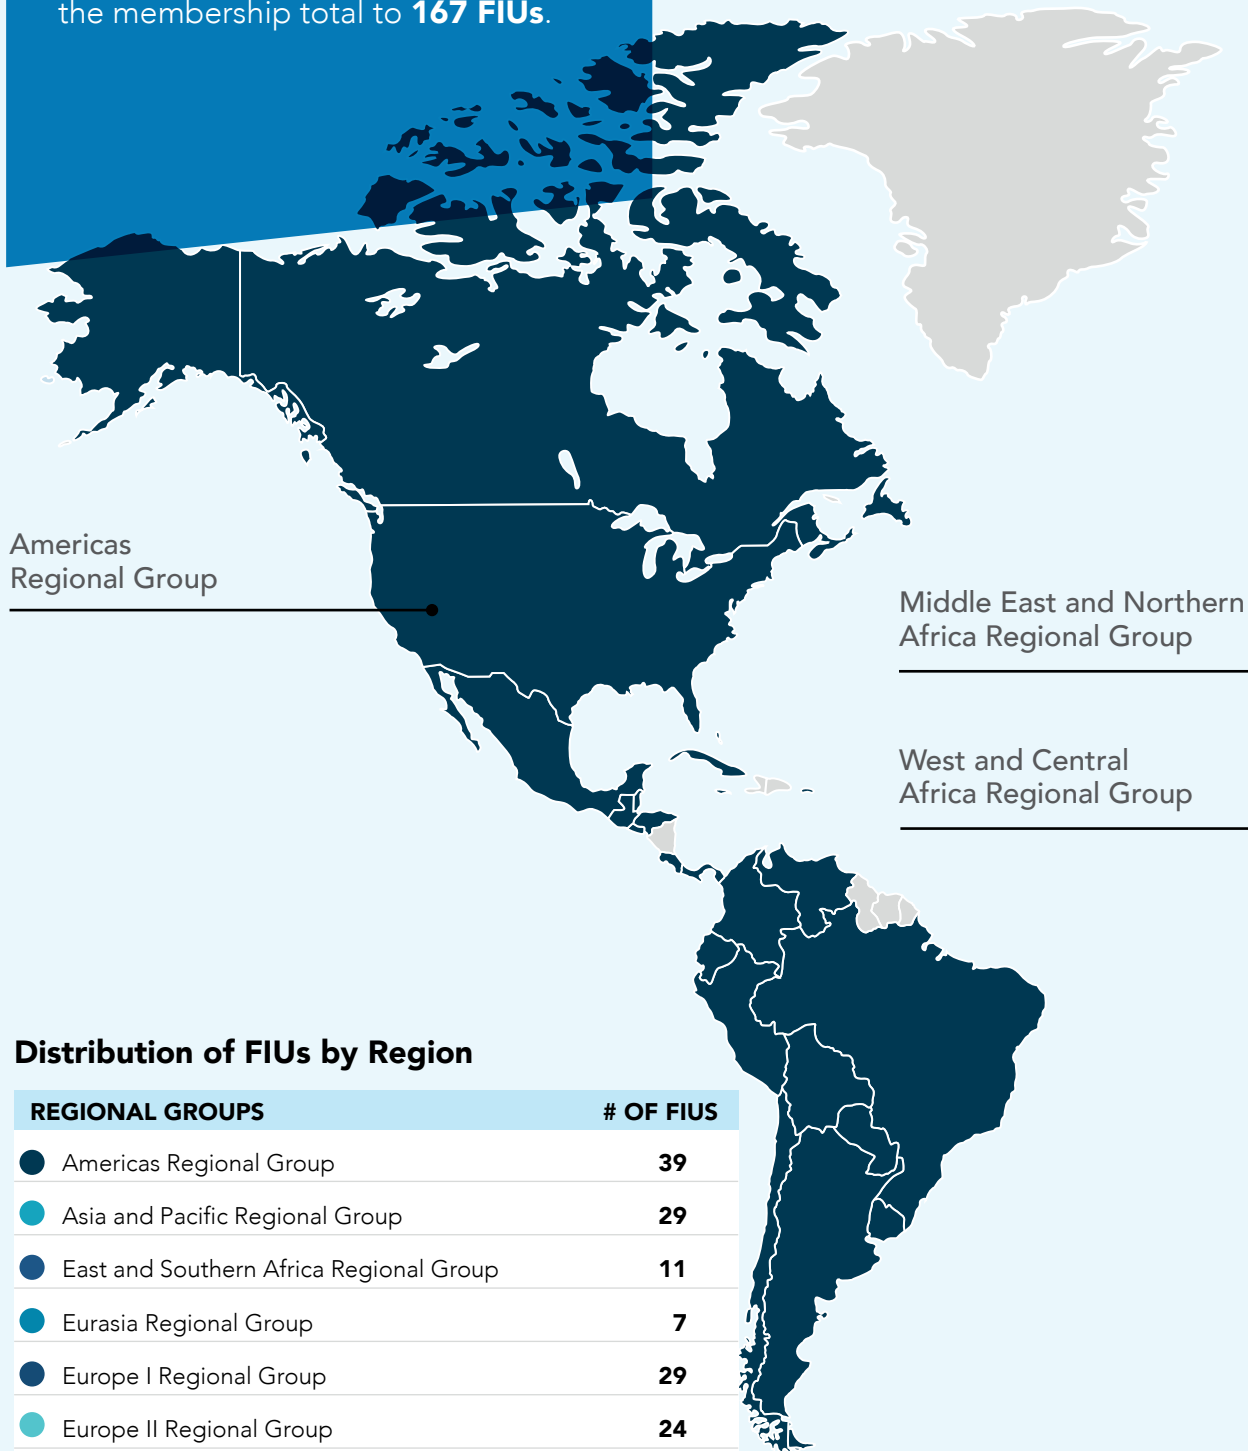 the membership total to 167 FIUs.
Americas
Regional Group
Middle East and Northern
Africa Regional Group
West and Central
Africa Regional Group
Distribution of FIUs by Region
REGIONAL GROUPS # OF FIUS
Americas Regional Group 39
Asia and Pacific Regional Group 29
East and Southern Africa Regional Group 11
Eurasia Regional Group 7
Europe I Regional Group 29
Europe II Regional Group 24